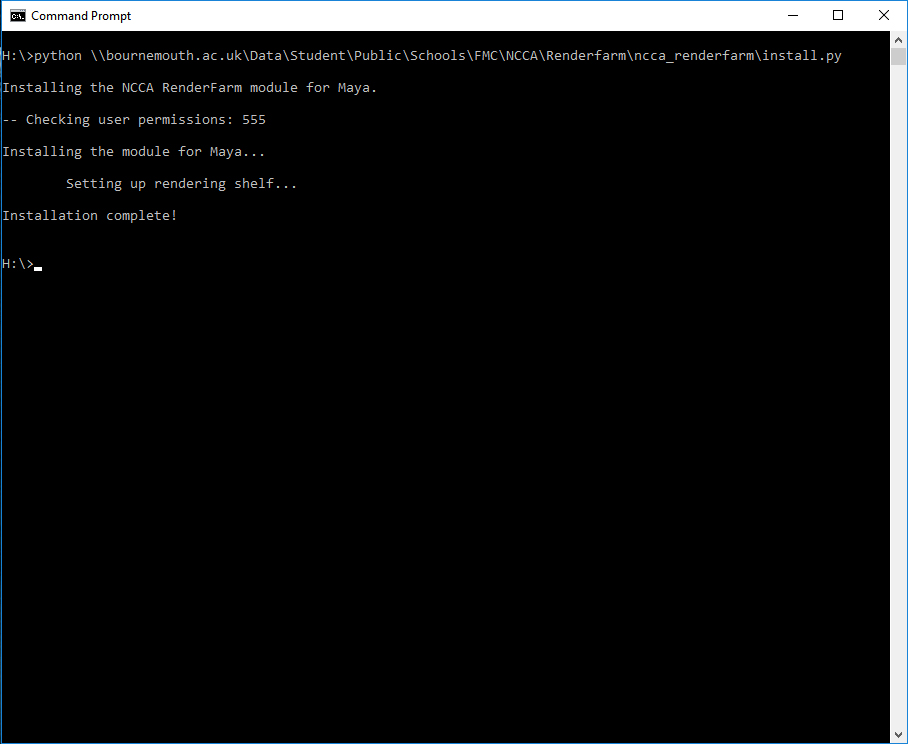 Command Prompt
H:\>python \\bournemouth.ac.uk\Data\Student\Public\Schools\FMC\NCCA\Renderfarm\ncca_renderfarm\install.py
Installing the NCCA RenderFarm module for Maya.
-- Checking user permissions: 555
Installing the module for Maya...
Setting up rendering shelf...
Installation complete!
H:\>